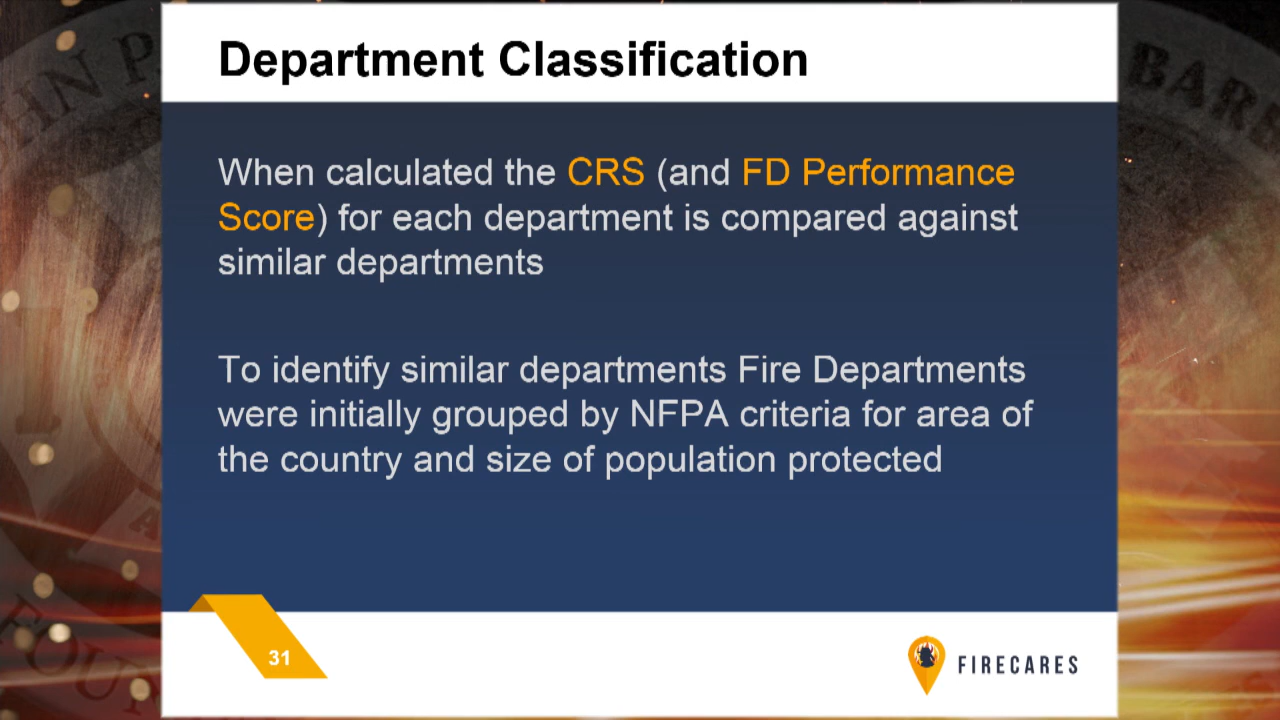 Department Classification
When calculated the CRS (and FD Performance
Score) for each department is compared against
similar departments
To identify similar departments Fire Departments
were initially grouped by NFPA criteria for area of
the country and size of population protected
31
FIRECARES